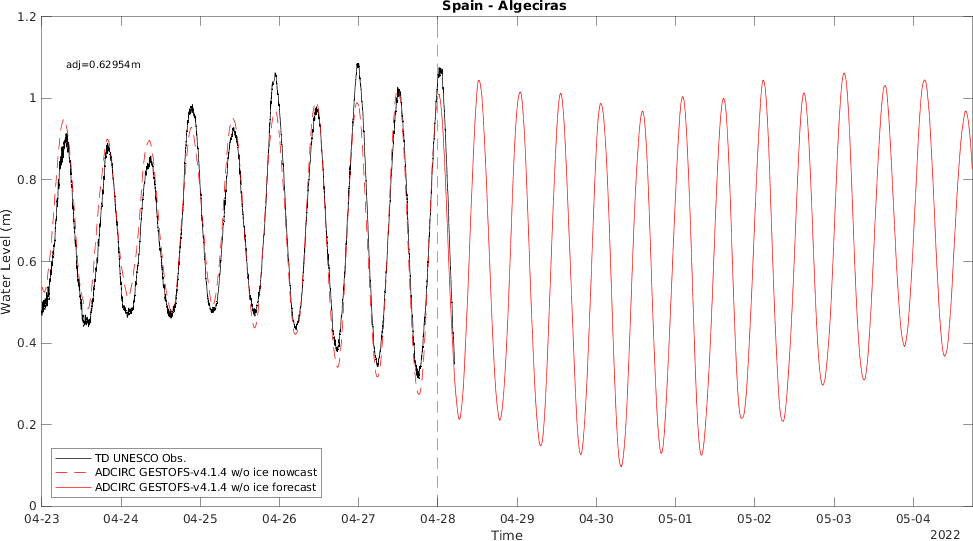 Spain - Algeciras
1.2
adj=0.62954m
1
0.8
0.6
0.4
0.2
0
Water Level (m)
TD UNESCO Obs.
ADCIRC GESTOFS-v4.1.4 w/o ice nowcast
ADCIRC GESTOFS-v4.1.4 w/o ice forecast
04-23 04-24 04-25 04-26 04-27 04-28 04-29 04-30 05-01 05-02 05-03 05-04
Time
2022